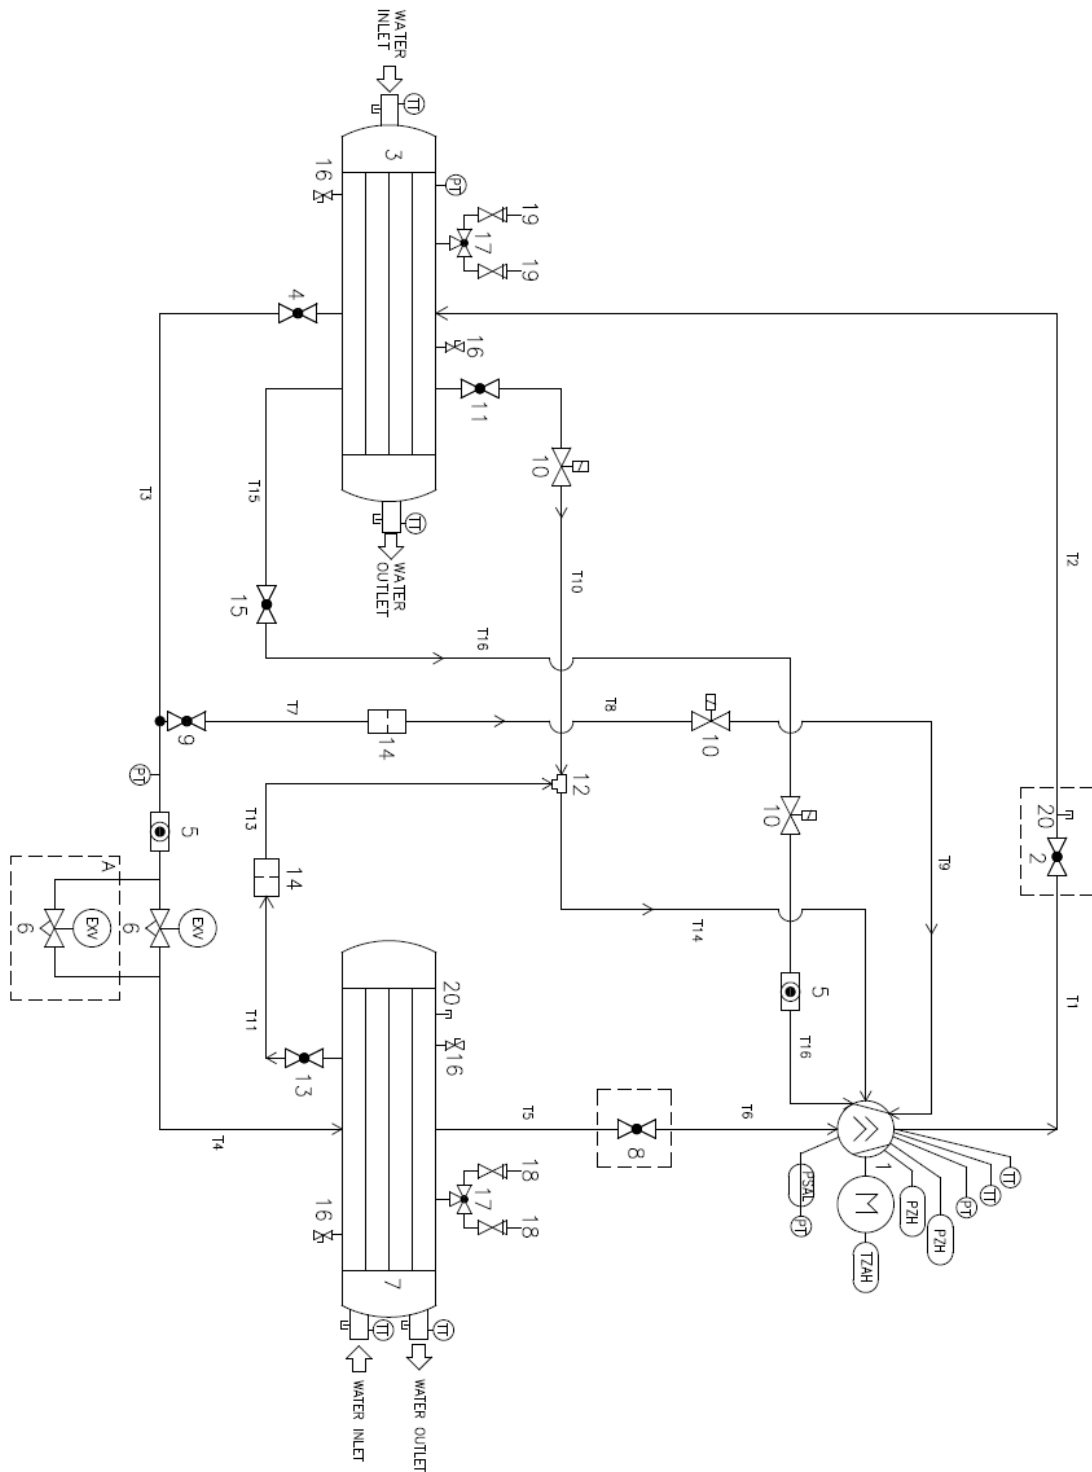 WATER
INLET
TT
3
16
PT
19
17
19
4
16
11
10
TT
WATER
OUTLET
T3
T15
T10
T2
15
T16
T7
T8
9
14
10
PT
12
5
T13
10
20
2
T9
A
14
EXV
6
EXV
6
T14
T1
20
5
16
T11
13
T16
T4
T5
8
T6
1
TT
TT
PT
PZH
PZH
M
PSAL
PT
TZAH
18
17
18
16
7
TT
TT
WATER INLET
WATER OUTLET